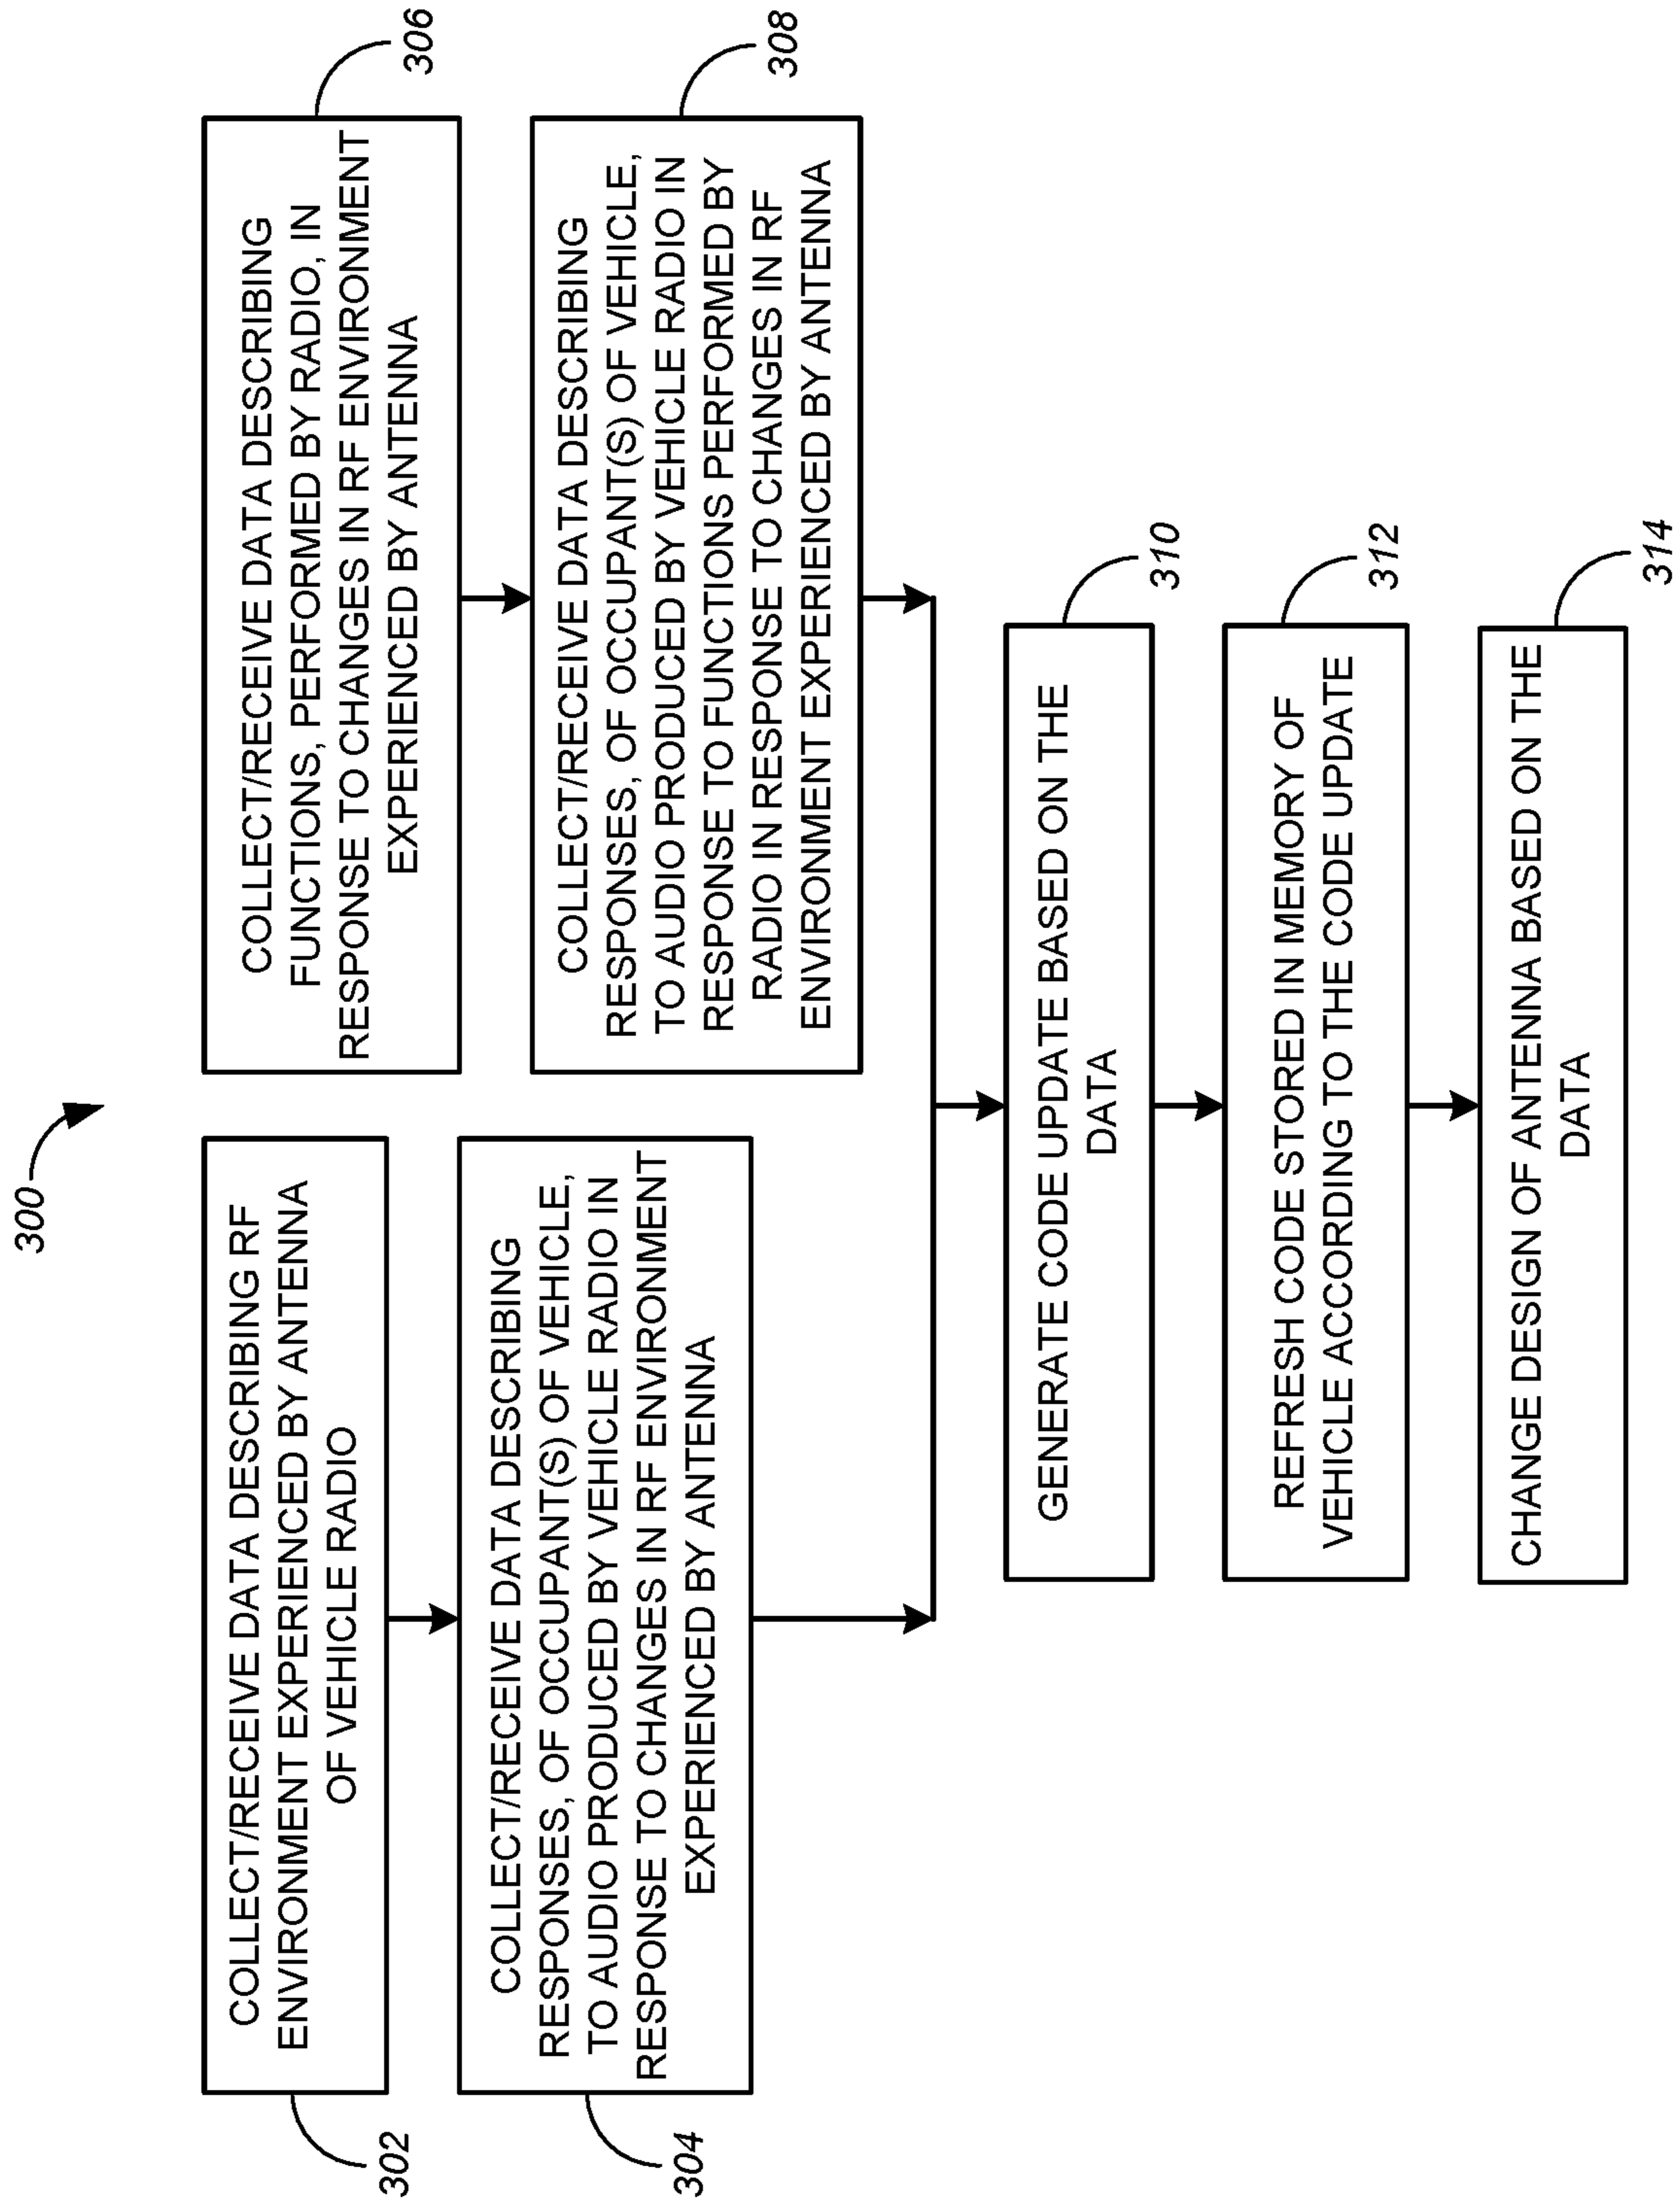 300
COLLECT/RECEIVE DATA DESCRIBING RF
ENVIRONMENT EXPERIENCED BY ANTENNA
OF VEHICLE RADIO
302
COLLECT/RECEIVE DATA DESCRIBING
RESPONSES, OF OCCUPANT(S) OF VEHICLE,
TO AUDIO PRODUCED BY VEHICLE RADIO IN
RESPONSE TO CHANGES IN RF ENVIRONMENT
EXPERIENCED BY ANTENNA
304
COLLECT/RECEIVE DATA DESCRIBING
FUNCTIONS, PERFORMED BY RADIO, IN
RESPONSE TO CHANGES IN RF ENVIRONMENT
EXPERIENCED BY ANTENNA
306
COLLECT/RECEIVE DATA DESCRIBING
RESPONSES, OF OCCUPANT(S) OF VEHICLE,
TO AUDIO PRODUCED BY VEHICLE RADIO IN
RESPONSE TO FUNCTIONS PERFORMED BY
RADIO IN RESPONSE TO CHANGES IN RF
ENVIRONMENT EXPERIENCED BY ANTENNA
308
GENERATE CODE UPDATE BASED ON THE
DATA
310
REFRESH CODE STORED IN MEMORY OF
VEHICLE ACCORDING TO THE CODE UPDATE
312
CHANGE DESIGN OF ANTENNA BASED ON THE
DATA
314